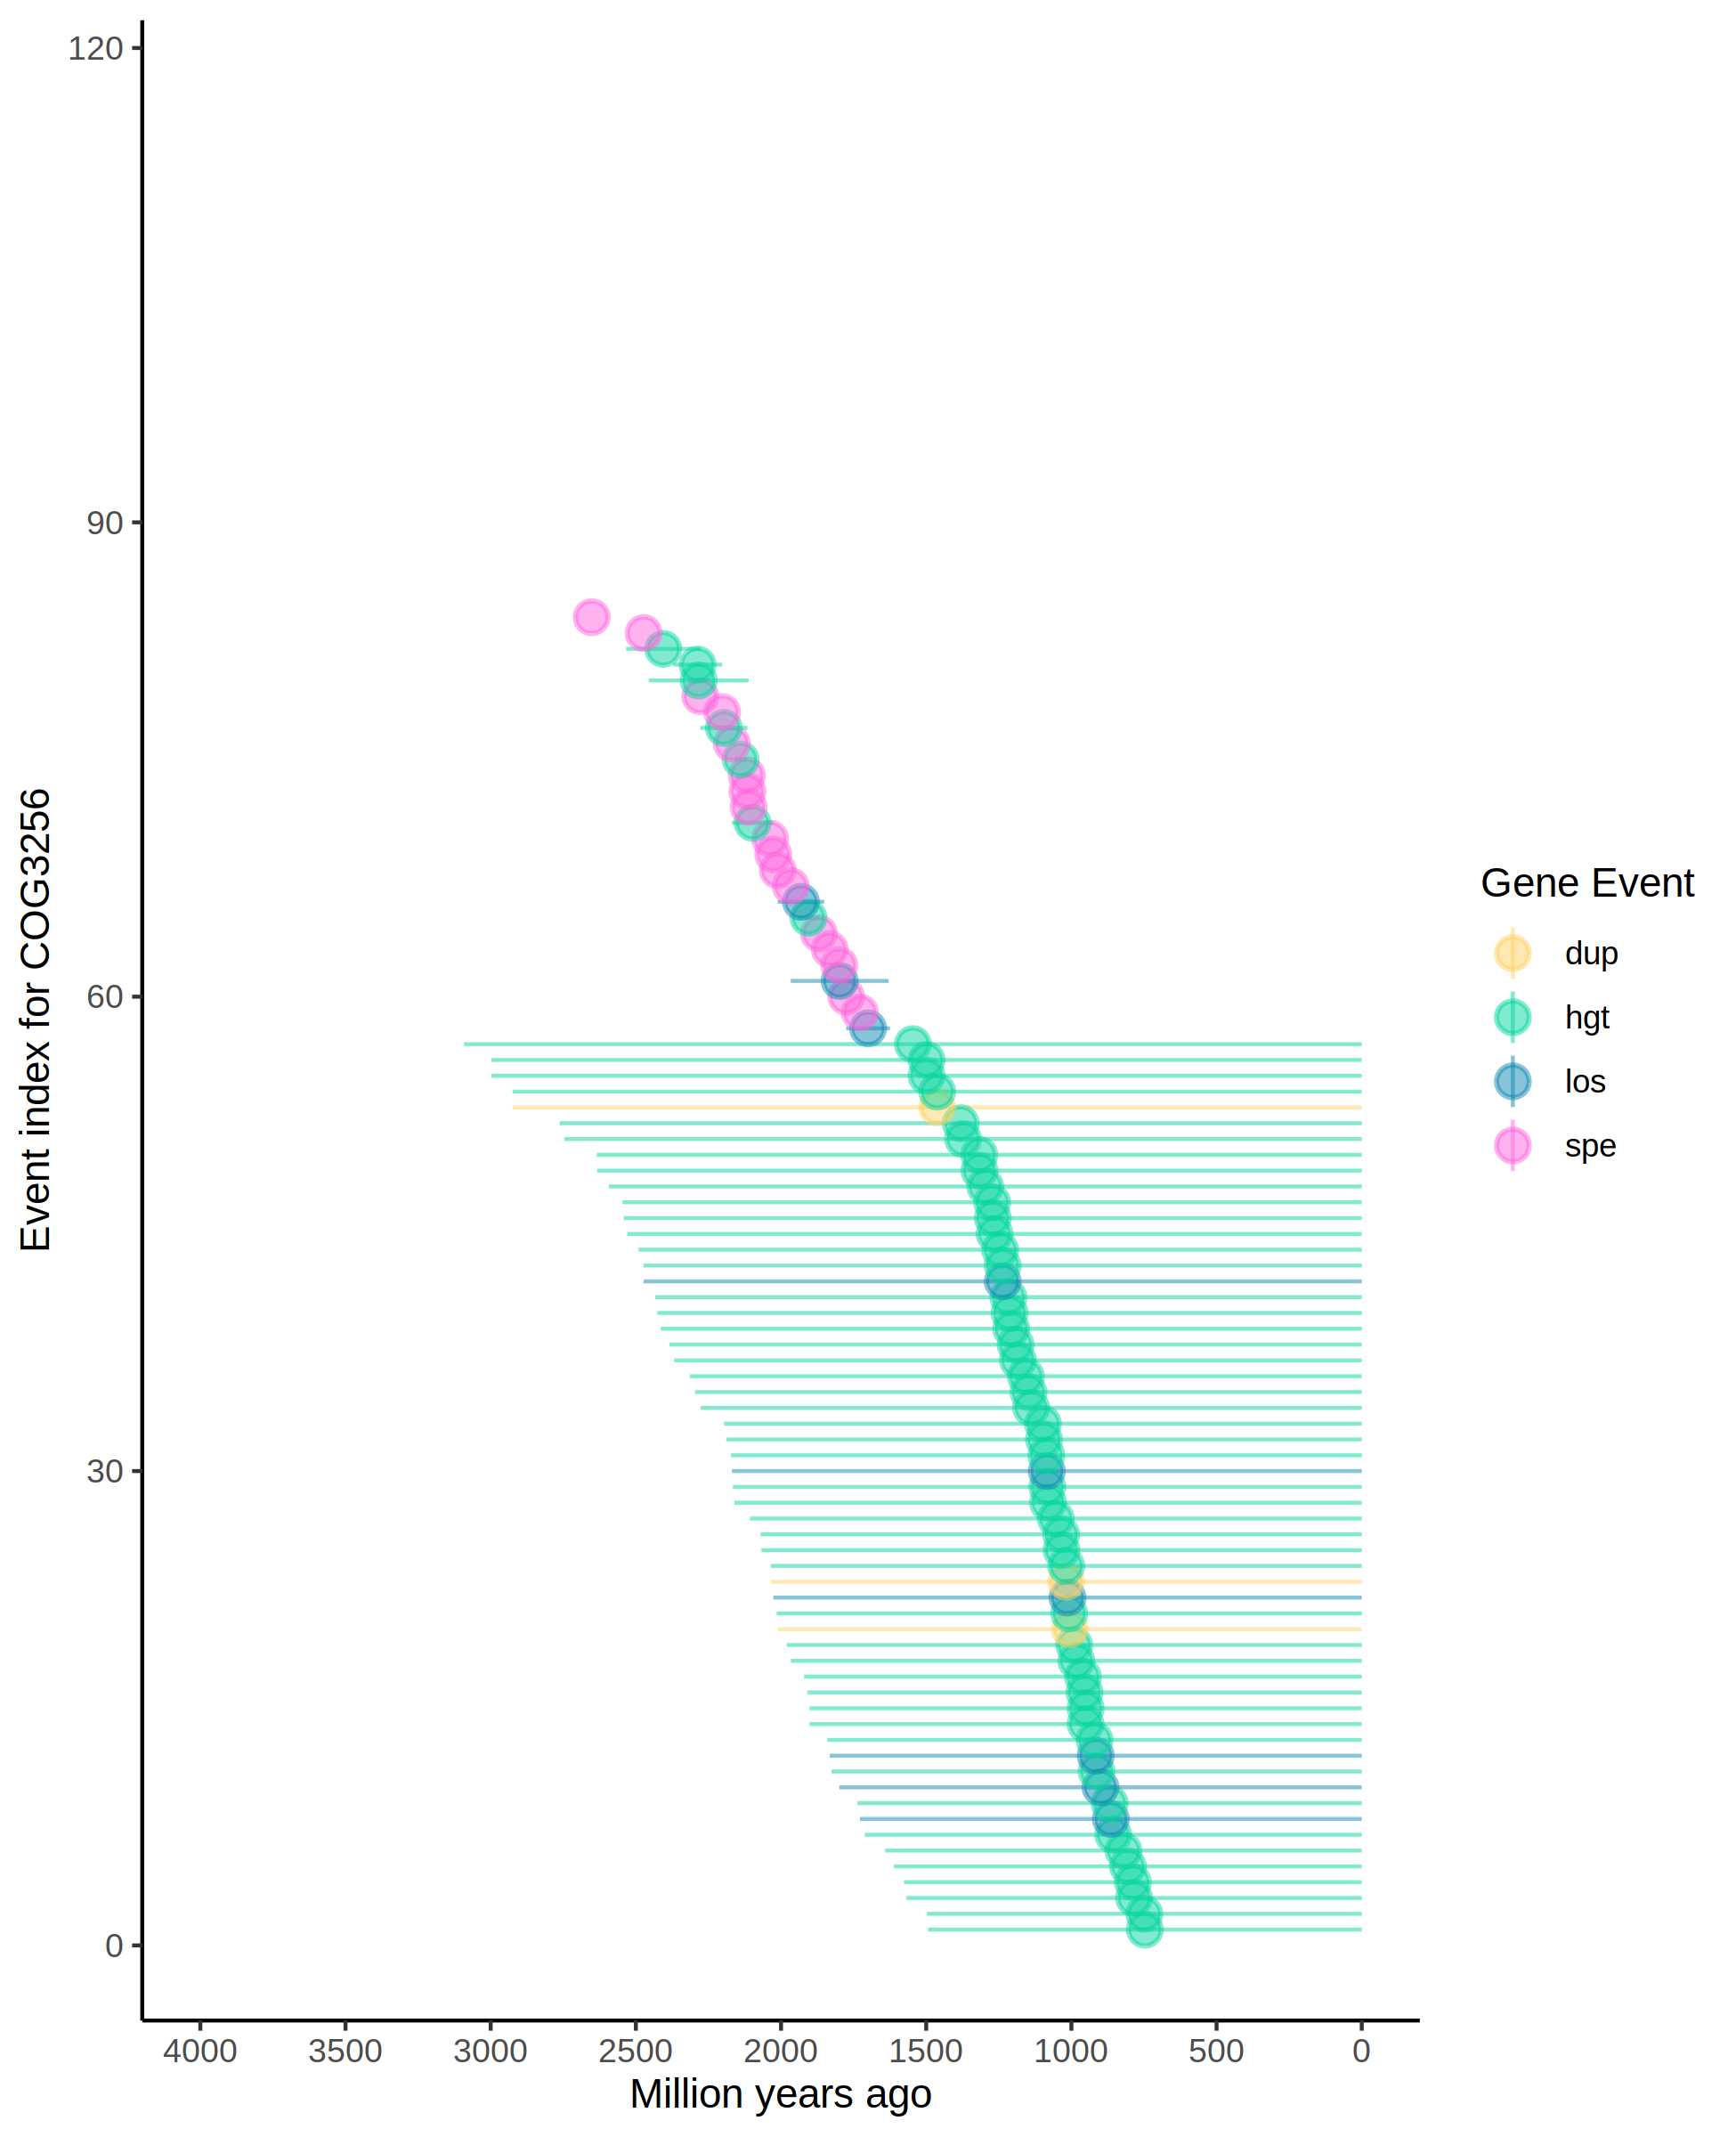 120
90
60
30
0
Event index for COG3256
4000 3500 3000 2500 2000 1500 1000 500 0
Million years ago
Gene Event
dup
hgt
los
spe